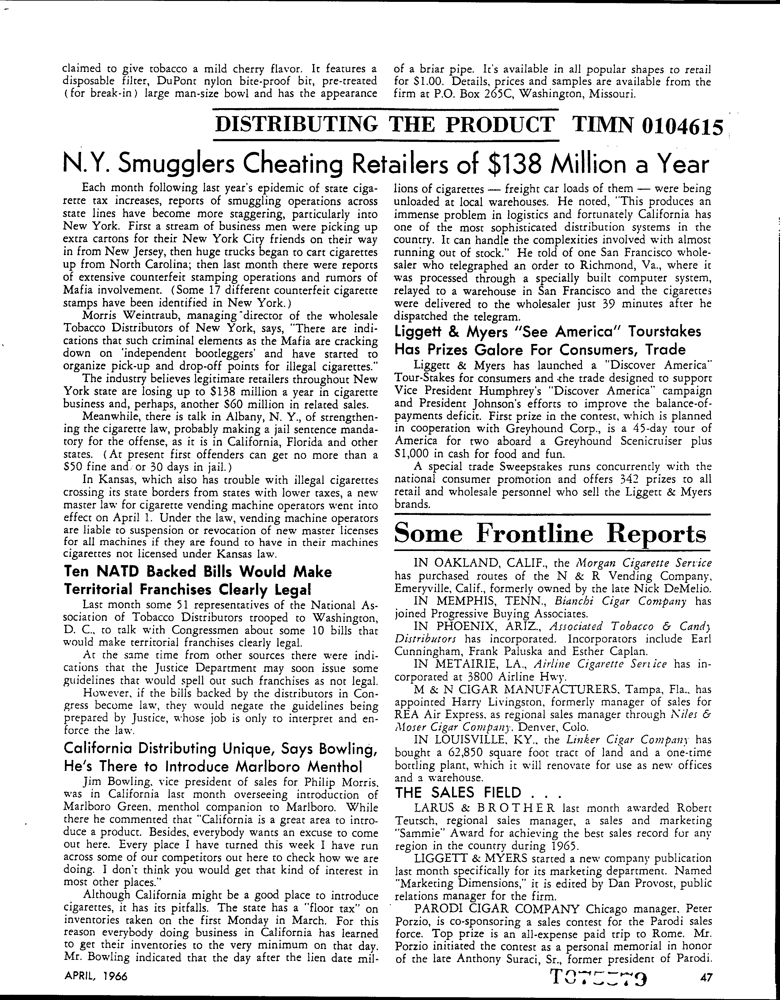 claimed to give tobacco a mild cherry flavor. It features a
disposable filter, DuPont nylon bite-proof bit, pre-treated
(for break-in) large man-size bowl and has the appearance
of a briar pipe. It's available in all popular shapes to retail
for $1.00. Details, prices and samples are available from the
firm at P.O. Box 265C, Washington, Missouri.
DISTRIBUTING THE PRODUCT TIMN 0104615
N.Y. Smugglers Cheating Retailers of $138 Million a Year
Each month following last year's epidemic of state ciga-
rette tax increases, reports of smuggling operations across
state lines have become more staggering, particularly into
New York. First a stream of business men were picking up
extra cartons for their New York City friends on their way
in from New Jersey, then huge trucks began to cart cigarettes
up from North Carolina; then last month there were reports
of extensive counterfeit stamping operations and rumors of
Mafia involvement. (Some 17 different counterfeit cigarette
stamps have been identified in New York.)
Morris Weintraub, managing director of the wholesale
Tobacco Distributors of New York, says, "There are indi-
cations that such criminal elements as the Mafia are cracking
down on 'independent bootleggers' and have started to
organize pick-up and drop-off points for illegal cigarettes."
The industry believes legitimate retailers throughout New
York state are losing up to $138 million a year in cigarette
business and, perhaps, another $60 million in related sales.
Meanwhile, there is talk in Albany, N. Y., of strengthen-
ing the cigarette law, probably making a jail sentence manda-
tory for the offense, as it is in California, Florida and other
states. (At present first offenders can get no more than a
$50 fine and/or 30 days in jail.)
In Kansas, which also has trouble with illegal cigarettes
crossing its state borders from states with lower taxes, a new
master law for cigarette vending machine operators went into
effect on April 1. Under the law, vending machine operators
are liable to suspension or revocation of new master licenses
for all machines if they are found to have in their machines
cigarettes not licensed under Kansas law.
Ten NATD Backed Bills Would Make
Territorial Franchises Clearly Legal
Last month some 51 representatives of the National As-
sociation of Tobacco Distributors trooped to Washington,
D. C., to talk with Congressmen about some 10 bills that
would make territorial franchises clearly legal.
At the same time from other sources there were indi-
cations that the Justice Department may soon issue some
guidelines that would spell out such franchises as not legal.
However, if the bills backed by the distributors in Con-
gress become law, they would negate the guidelines being
prepared by Justice, whose job is only to interpret and en-
force the law.
California Distributing Unique, Says Bowling,
He's There to Introduce Marlboro Menthol
Jim Bowling, vice president of sales for Philip Morris,
was in California last month overseeing introduction of
Marlboro Green, menthol companion to Marlboro. While
there he commented that "California is a great area to intro-
duce a product. Besides, everybody wants an excuse to come
out here. Every place I have turned this week I have run
across some of our competitors out here to check how we are
doing. I don't think you would get that kind of interest in
most other places."
Although California might be a good place to introduce
cigarettes, it has its pitfalls. The state has a "floor tax" on
inventories taken on the first Monday in March. For this
reason everybody doing business in California has learned
to get their inventories to the very minimum on that day.
Mr. Bowling indicated that the day after the lien date mil-
lions of cigarettes — freight car loads of them — were being
unloaded at local warehouses. He noted, "This produces an
immense problem in logistics and fortunately California has
one of the most sophisticated distribution systems in the
country. It can handle the complexities involved with almost
running out of stock." He told of one San Francisco whole-
saler who telegraphed an order to Richmond, Va., where it
was processed through a specially built computer system,
relayed to a warehouse in San Francisco and the cigarettes
were delivered to the wholesaler just 39 minutes after he
dispatched the telegram.
Liggett & Myers "See America" Tourstakes
Has Prizes Galore For Consumers, Trade
Liggett & Myers has launched a "Discover America"
Tour-Stakes for consumers and the trade designed to support
Vice President Humphrey's "Discover America" campaign
and President Johnson's efforts to improve the balance-of-
payments deficit. First prize in the contest, which is planned
in cooperation with Greyhound Corp., is a 45-day tour of
America for two aboard a Greyhound Scenicruiser plus
$1,000 in cash for food and fun.
A special trade Sweepstakes runs concurrently with the
national consumer promotion and offers 342 prizes to all
retail and wholesale personnel who sell the Liggett & Myers
brands.
Some Frontline Reports
IN OAKLAND, CALIF., the Morgan Cigarette Service
has purchased routes of the N & R Vending Company,
Emeryville, Calif., formerly owned by the late Nick DeMelio.
IN MEMPHIS, TENN., Bianchi Cigar Company has
joined Progressive Buying Associates.
IN PHOENIX, ARIZ., Associated Tobacco & Candy
Distributors has incorporated. Incorporators include Earl
Cunningham, Frank Paluska and Esther Caplan.
IN METAIRIE, LA., Airline Cigarette Service has in-
corporated at 3800 Airline Hwy.
M & N CIGAR MANUFACTURERS, Tampa, Fla., has
appointed Harry Livingston, formerly manager of sales for
REA Air Express, as regional sales manager through Niles &
Moser Cigar Company, Denver, Colo.
IN LOUISVILLE, KY., the Linker Cigar Company has
bought a 62,850 square foot tract of land and a one-time
bottling plant, which it will renovate for use as new offices
and a warehouse.
THE SALES FIELD . . .
LARUS & BROTHER last month awarded Robert
Teutsch, regional sales manager, a sales and marketing
"Sammie" Award for achieving the best sales record for any
region in the country during 1965.
LIGGETT & MYERS started a new company publication
last month specifically for its marketing department. Named
"Marketing Dimensions," it is edited by Dan Provost, public
relations manager for the firm.
PARODI CIGAR COMPANY Chicago manager, Peter
Porzio, is co-sponsoring a sales contest for the Parodi sales
force. Top prize is an all-expense paid trip to Rome. Mr.
Porzio initiated the contest as a personal memorial in honor
of the late Anthony Suraci, Sr., former president of Parodi.
APRIL, 1966
47